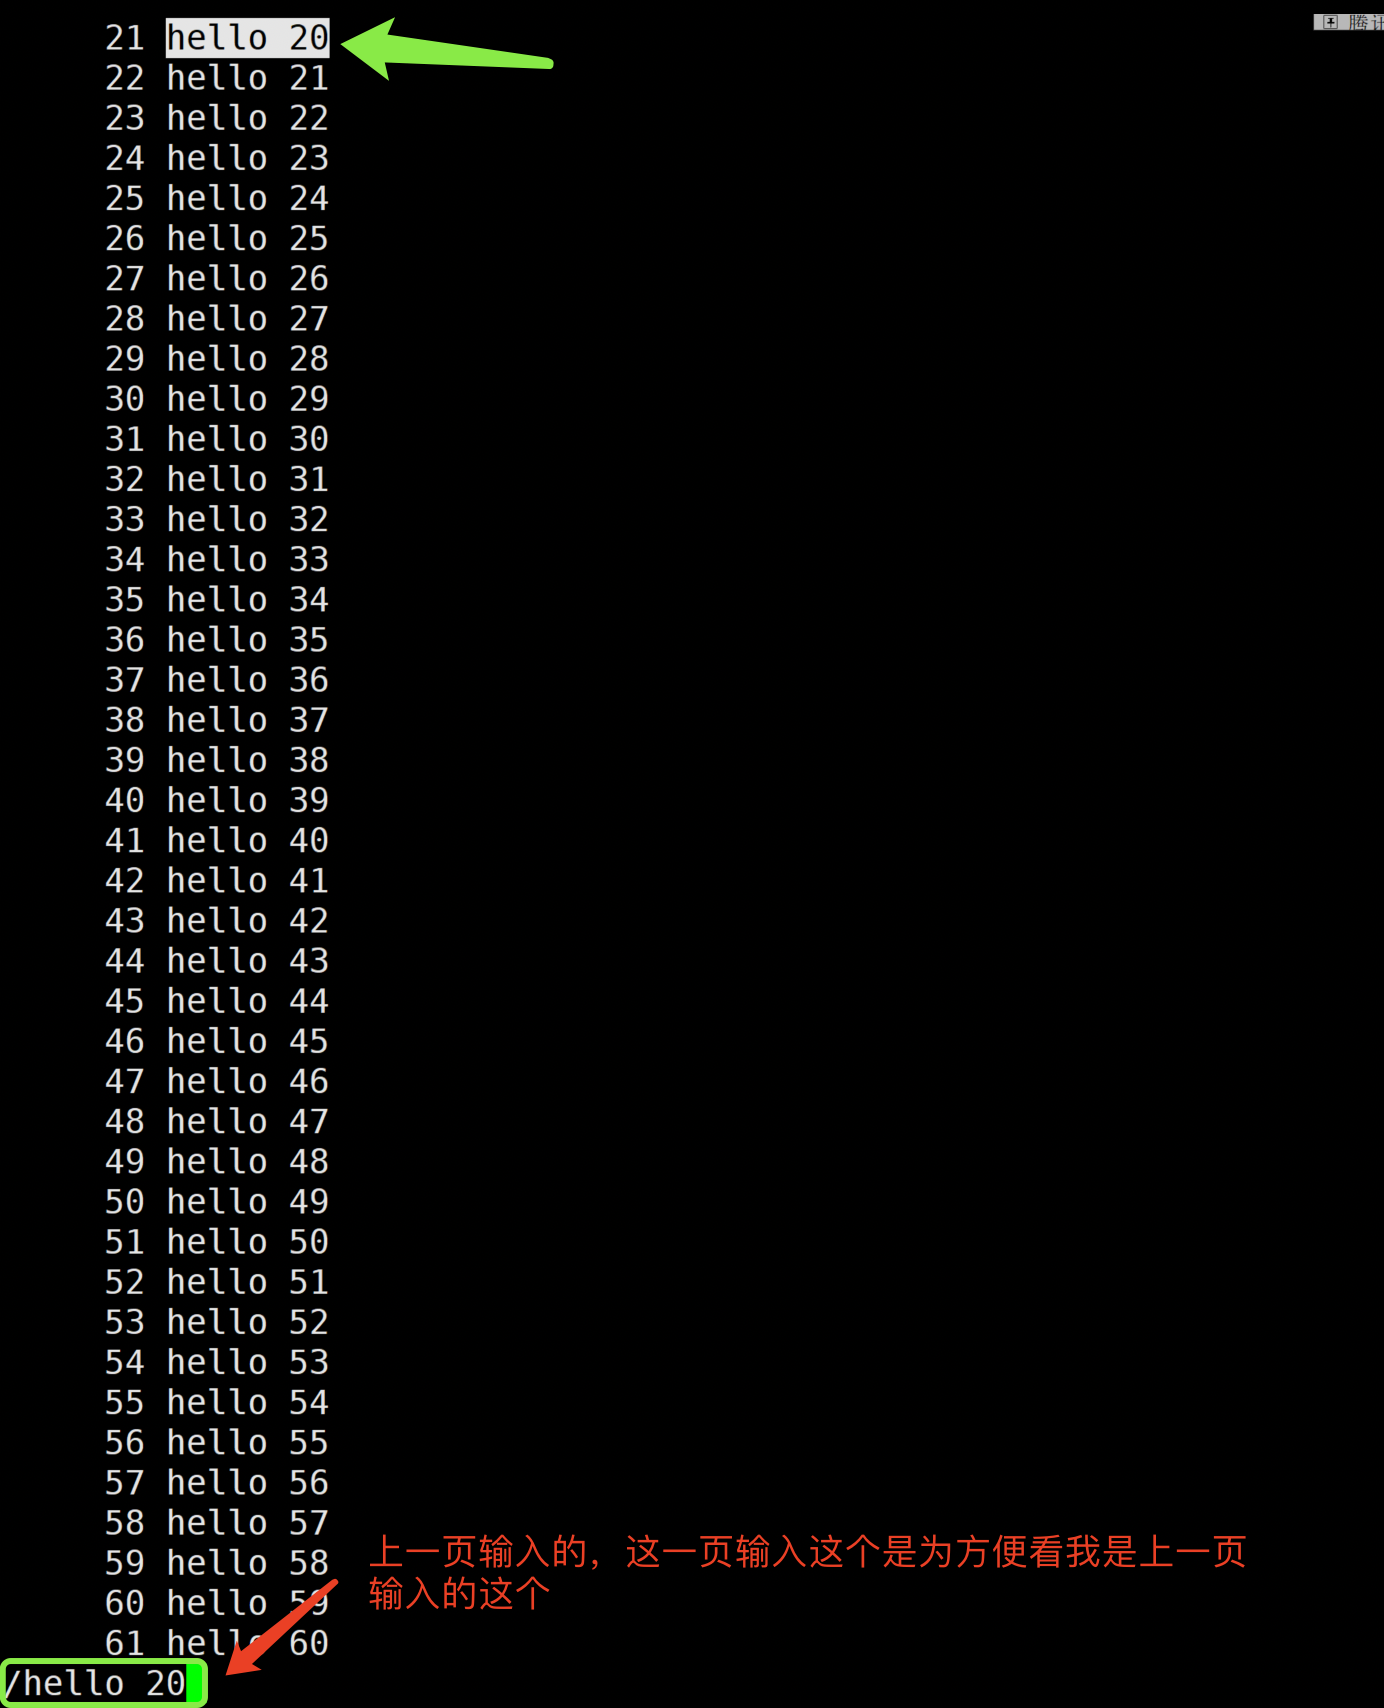 腾讯
21 hello 20
22 hello 21
23 hello 22
24 hello 23
25 hello 24
26 hello 25
27 hello 26
28 hello 27
29 hello 28
30 hello 29
31 hello 30
32 hello 31
33 hello 32
34 hello 33
35 hello 34
36 hello 35
37 hello 36
38 hello 37
39 hello 38
40 hello 39
41 hello 40
42 hello 41
43 hello 42
44 hello 43
45 hello 44
46 hello 45
47 hello 46
48 hello 47
49 hello 48
50 hello 49
51 hello 50
52 hello 51
53 hello 52
54 hello 53
55 hello 54
56 hello 55
57 hello 56
58 hello 57
59 hello 58
60 hello 59
61 hello 60
上一页输入的，这一页输入这个是为方便看我是上一页
输入的这个
/hello 20